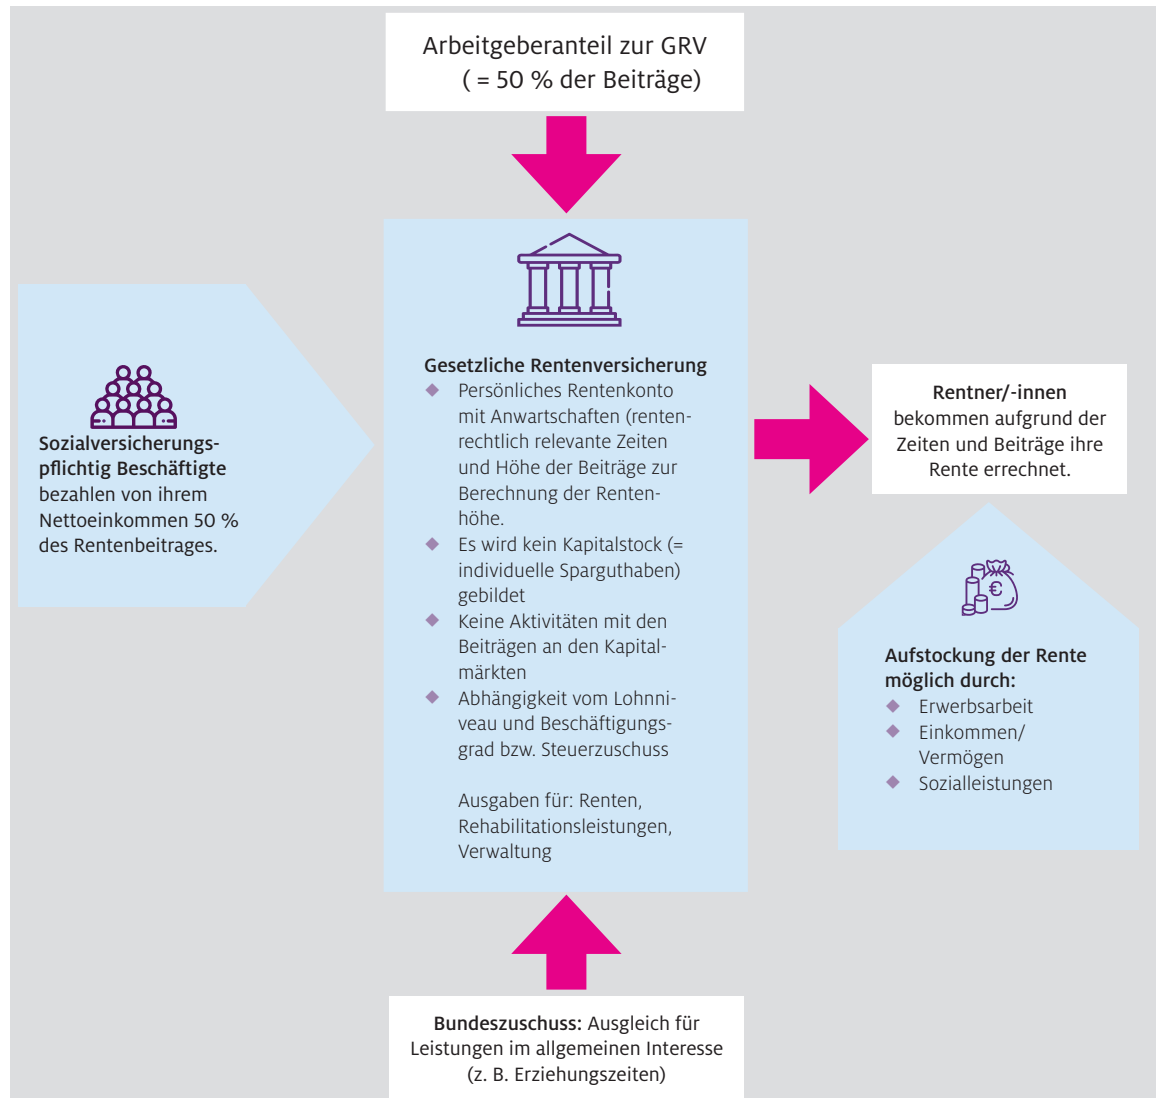 Arbeitgeberanteil zur GRV
( = 50 % der Beiträge)
Sozialversicherungs-
pflichtig Beschäftigte
bezahlen von ihrem
Nettoeinkommen 50 %
des Rentenbeitrages.
Gesetzliche Rentenversicherung
◆ Persönliches Rentenkonto
mit Anwartschaften (renten-
rechtlich relevante Zeiten
und Höhe der Beiträge zur
Berechnung der Renten-
höhe.
◆ Es wird kein Kapitalstock (=
individuelle Sparguthaben)
gebildet
◆ Keine Aktivitäten mit den
Beiträgen an den Kapital-
märkten
◆ Abhängigkeit vom Lohnni-
veau und Beschäftigungs-
grad bzw. Steuerzuschuss
Ausgaben für: Renten,
Rehabilitationsleistungen,
Verwaltung
Rentner/-innen
bekommen aufgrund der
Zeiten und Beiträge ihre
Rente errechnet.
€
Aufstockung der Rente
möglich durch:
◆ Erwerbsarbeit
◆ Einkommen/
Vermögen
◆ Sozialleistungen
Bundeszuschuss: Ausgleich für
Leistungen im allgemeinen Interesse
(z. B. Erziehungszeiten)